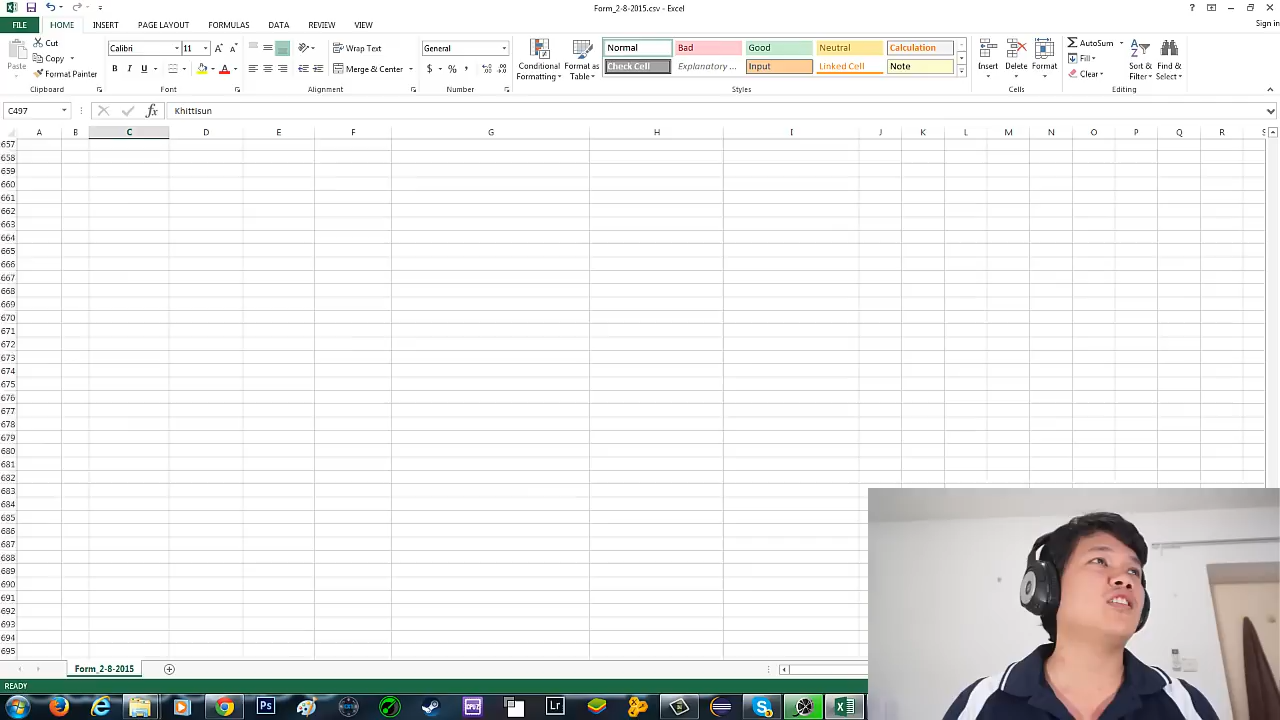 Form_2-8-2015.csv - Excel
Sign in
FILE HOME INSERT PAGE LAYOUT FORMULAS DATA REVIEW VIEW
Paste
Cut
Copy
Format Painter
Clipboard
Calibri 11
B I U
Font
Wrap Text
Merge & Center
Alignment
General
$ % ,
Number
Conditional Formatting
Format as Table
Normal Bad Good Neutral Calculation
Check Cell Explanatory ... Input Linked Cell Note
Styles
Insert Delete Format
Cells
AutoSum
Fill
Clear
Sort & Filter
Find & Select
Editing
C497 fx Khittisun
A B C D E F G H I J K L M N O P Q R S
657
658
659
660
661
662
663
664
665
666
667
668
669
670
671
672
673
674
675
676
677
678
679
680
681
682
683
684
685
686
687
688
689
690
691
692
693
694
695
Form_2-8-2015
READY
Ps Lr